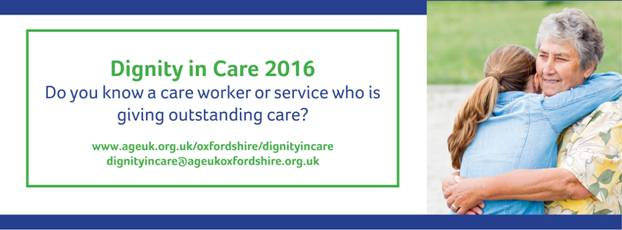 Dignity in Care 2016
Do you know a care worker or service who is
giving outstanding care?
www.ageuk.org.uk/oxfordshire/dignityincare
dignityincare@ageukoxfordshire.org.uk